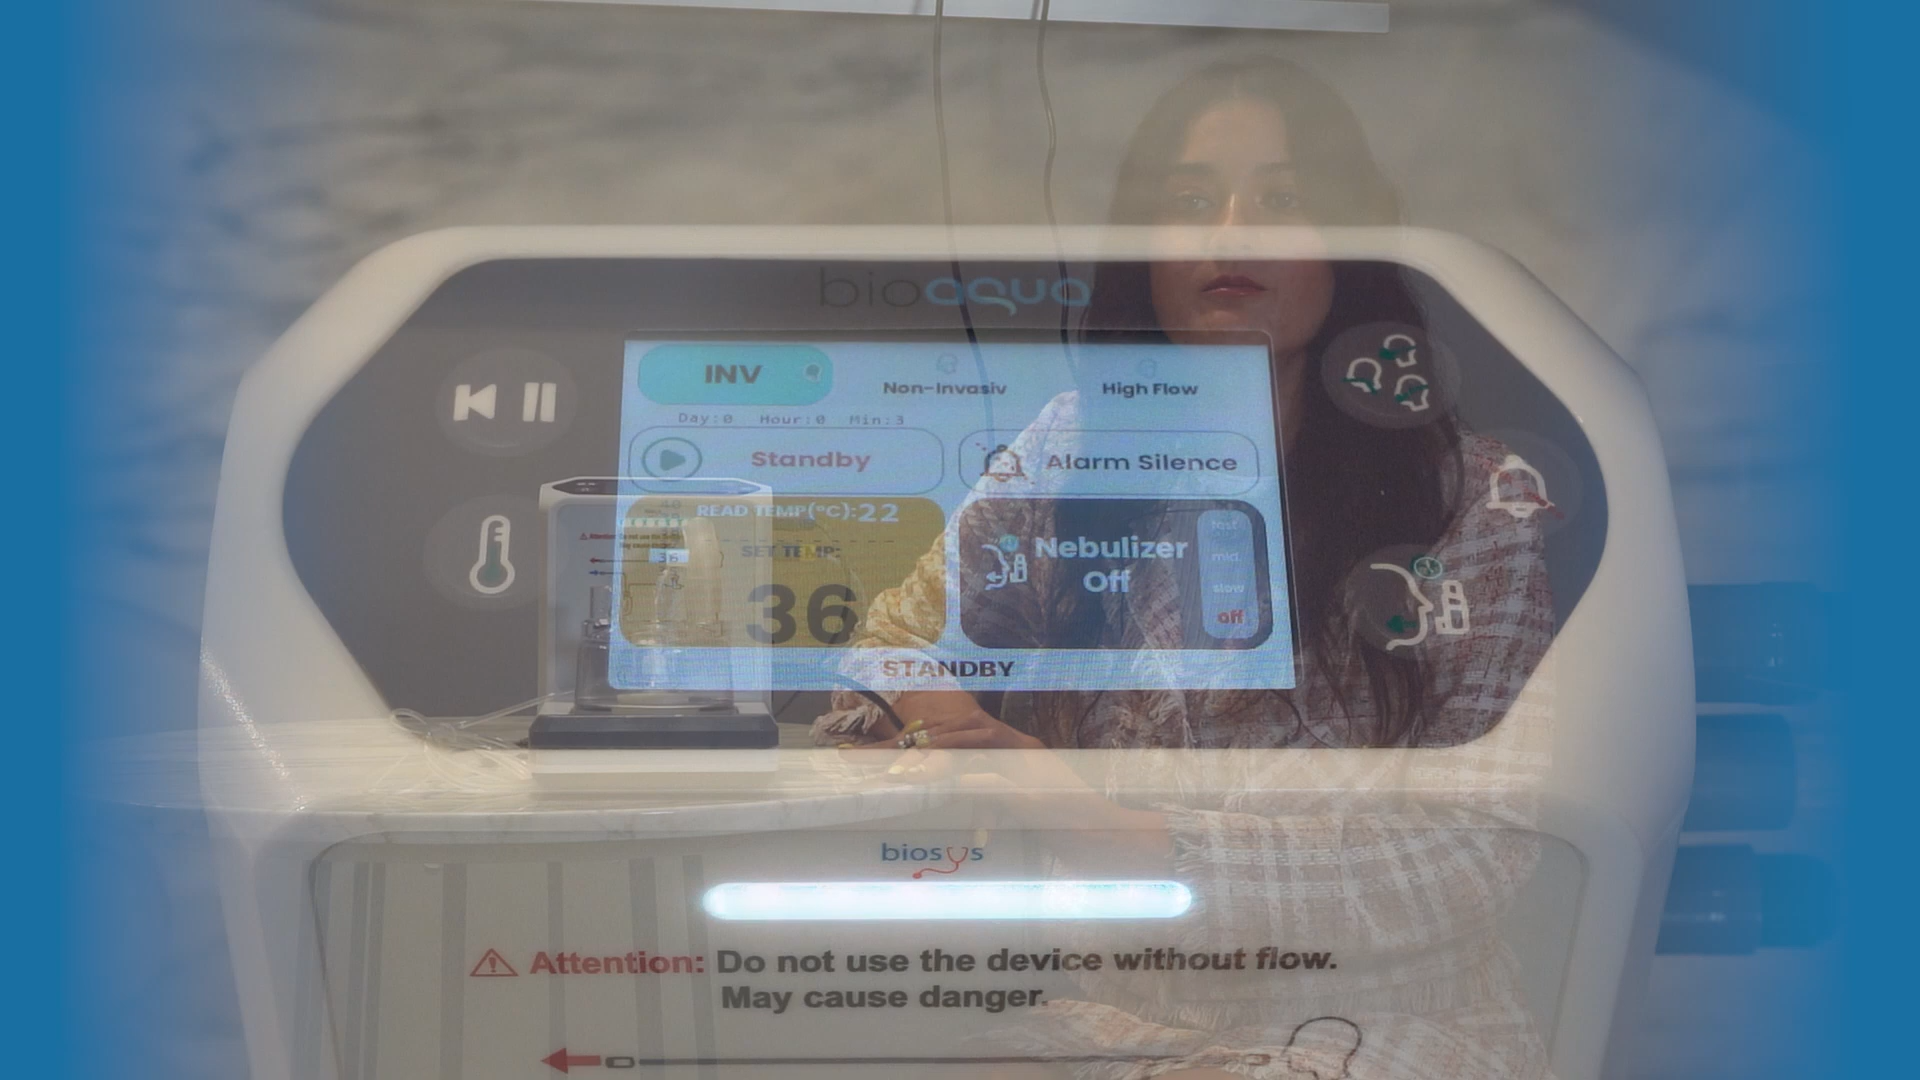 bioaqua
INV
Non-Invasiv
High Flow
Day:0 Hour:0 Min:3
Standby
Alarm Silence
READ TEMP(°C):22
SET TEMP:
36
Nebulizer
Off
fast
mid
slow
off
STANDBY
36
biosys
Attention: Do not use the device without flow.
May cause danger.